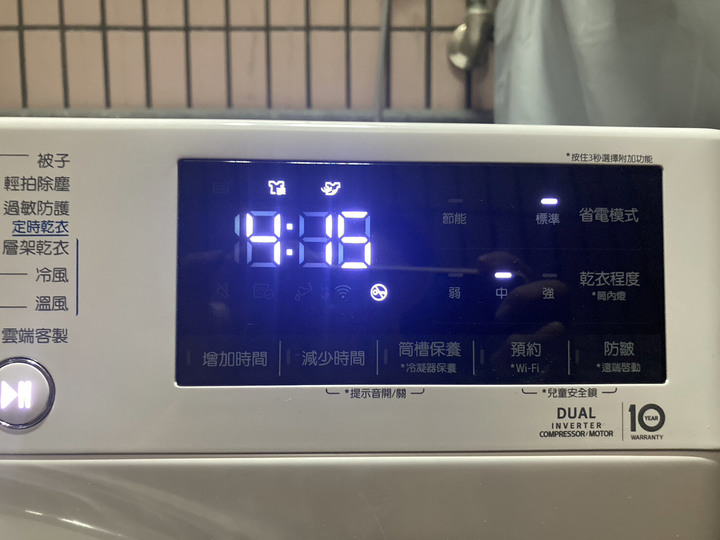 被子
輕拍除塵
過敏防護
定時乾衣
層架乾衣
冷風
溫風
雲端客製
*按住3秒選擇附加功能
4:15
節能
標準
省電模式
弱
中
強
乾衣程度
*筒內燈
增加時間
減少時間
筒槽保養
*冷凝器保養
預約
*Wi-Fi
防皺
*遠端啓動
*提示音開/關
*兒童安全鎖
DUAL
INVERTER
COMPRESSOR/MOTOR
10
YEAR
WARRANTY